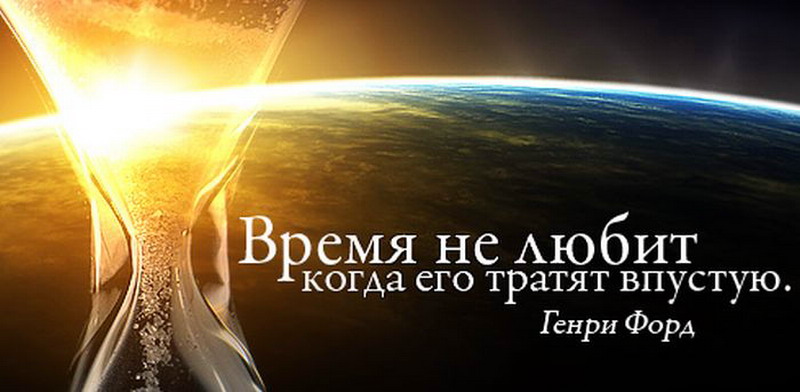 Время не любит
когда его тратят впустую.
Генри Форд